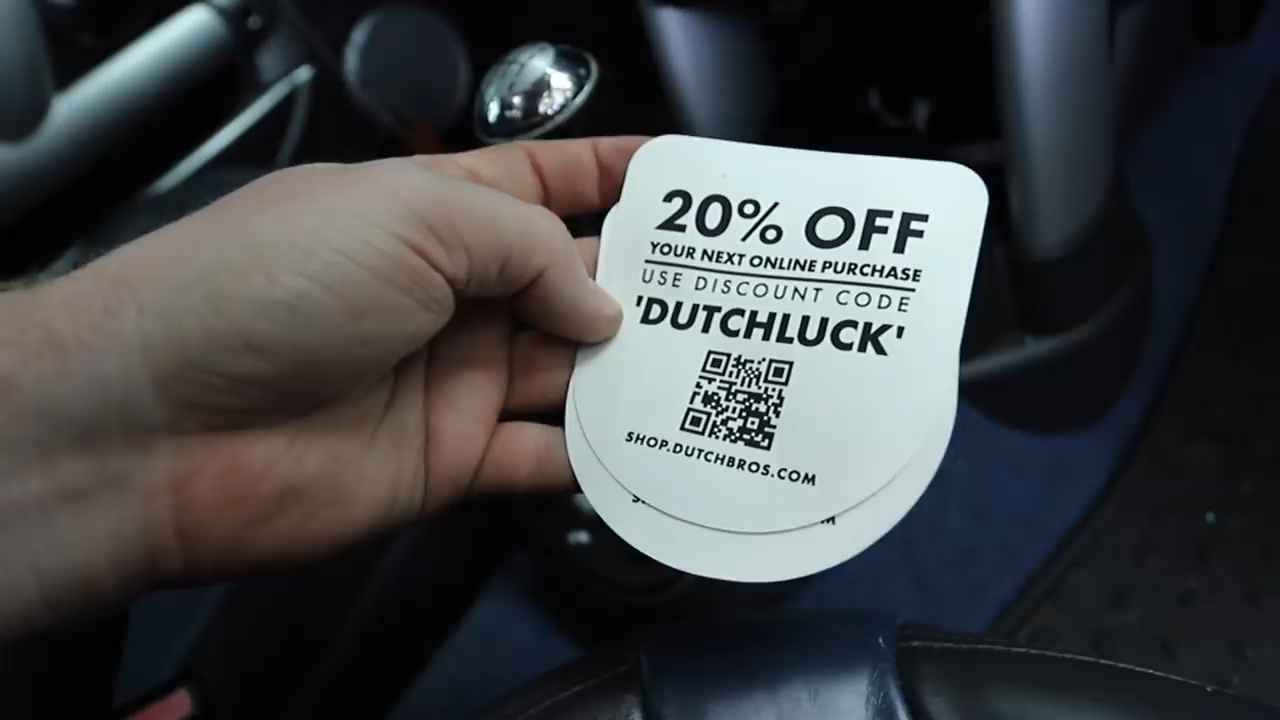 20% OFF
YOUR NEXT ONLINE PURCHASE
USE DISCOUNT CODE
'DUTCHLUCK'
SHOP.DUTCHBROS.COM